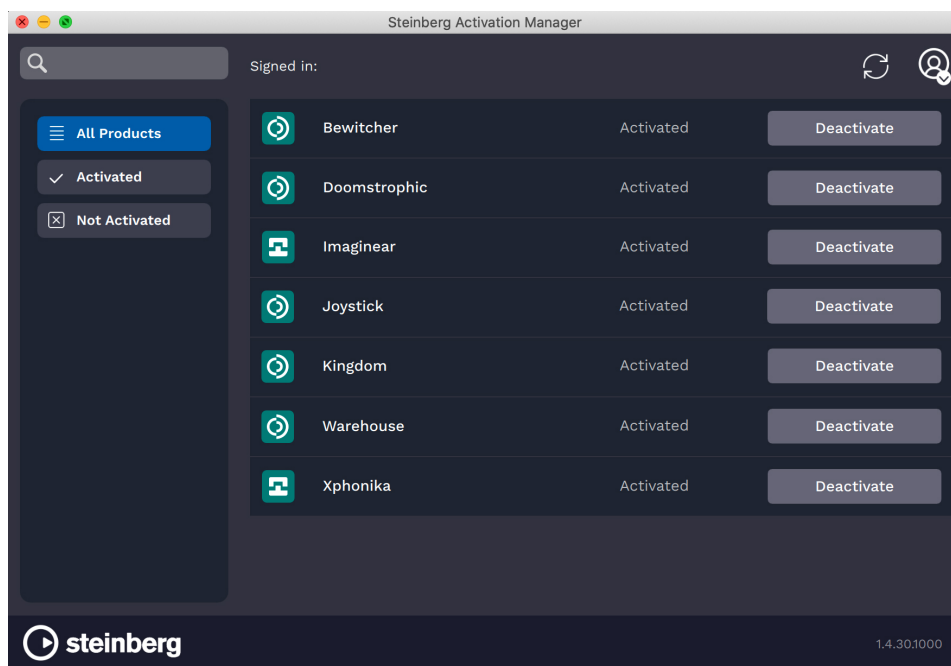 Steinberg Activation Manager
Signed in:
All Products
Activated
Not Activated
Bewitcher Activated Deactivate
Doomstrophic Activated Deactivate
Imaginear Activated Deactivate
Joystick Activated Deactivate
Kingdom Activated Deactivate
Warehouse Activated Deactivate
Xphonika Activated Deactivate
steinberg
1.4.30.1000